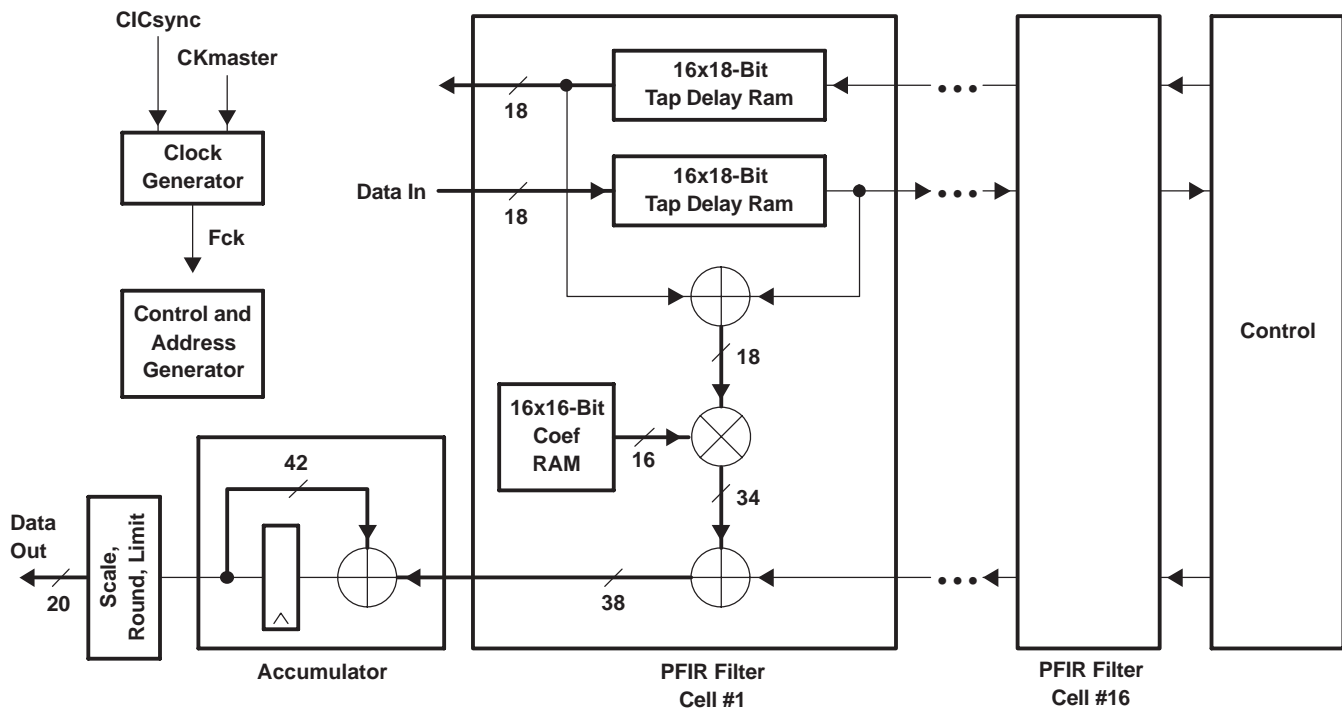 CICsync
CKmaster
Clock
Generator
Fck
Control and
Address
Generator
16x18-Bit
Tap Delay Ram
18
Data In
18
16x18-Bit
Tap Delay Ram
18
16x16-Bit
Coef
RAM
16
34
38
42
Data
Out
20
Scale,
Round, Limit
Accumulator
PFIR Filter
Cell #1
PFIR Filter
Cell #16
Control